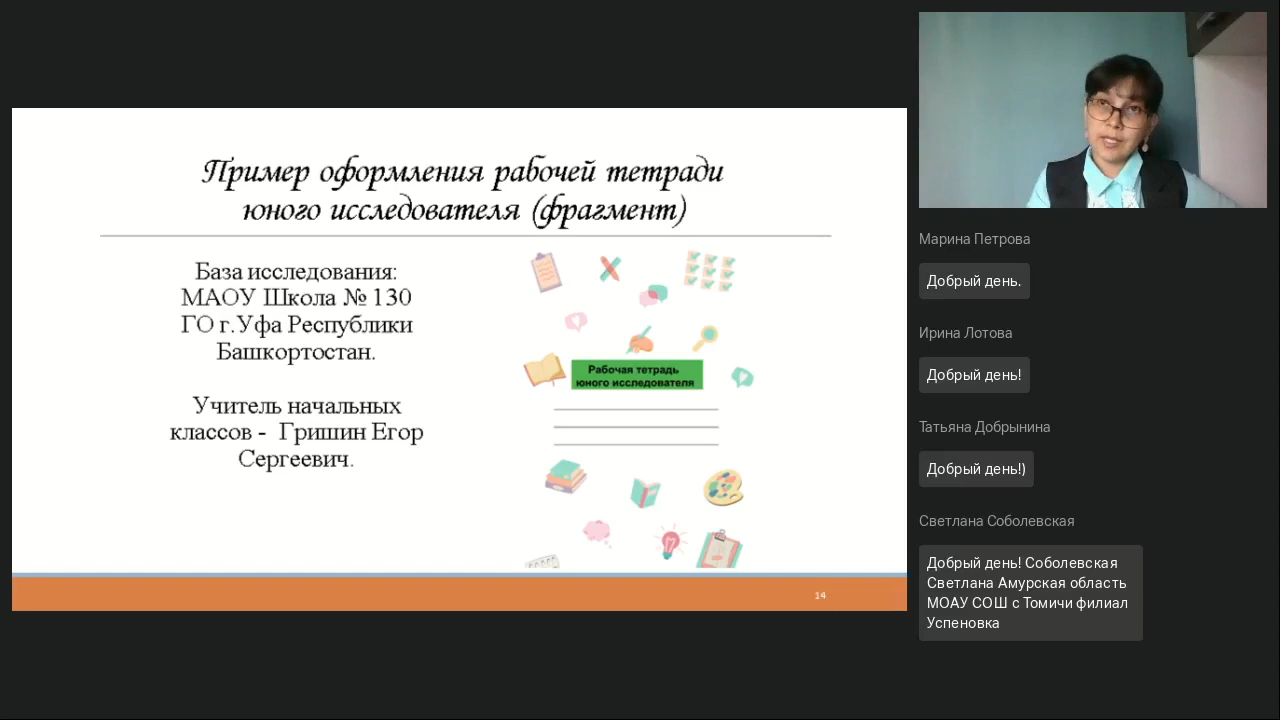 Пример оформления рабочей тетради
юного исследователя (фрагмент)
База исследования:
МАОУ Школа № 130
ГО г.Уфа Республики
Башкортостан.
Учитель начальных
классов - Гришин Егор
Сергеевич.
Рабочая тетрадь
юного исследователя
14
Марина Петрова
Добрый день.
Ирина Лотова
Добрый день!
Татьяна Добрынина
Добрый день!)
Светлана Соболевская
Добрый день! Соболевская
Светлана Амурская область
МОАУ СОШ с Томичи филиал
Успеновка